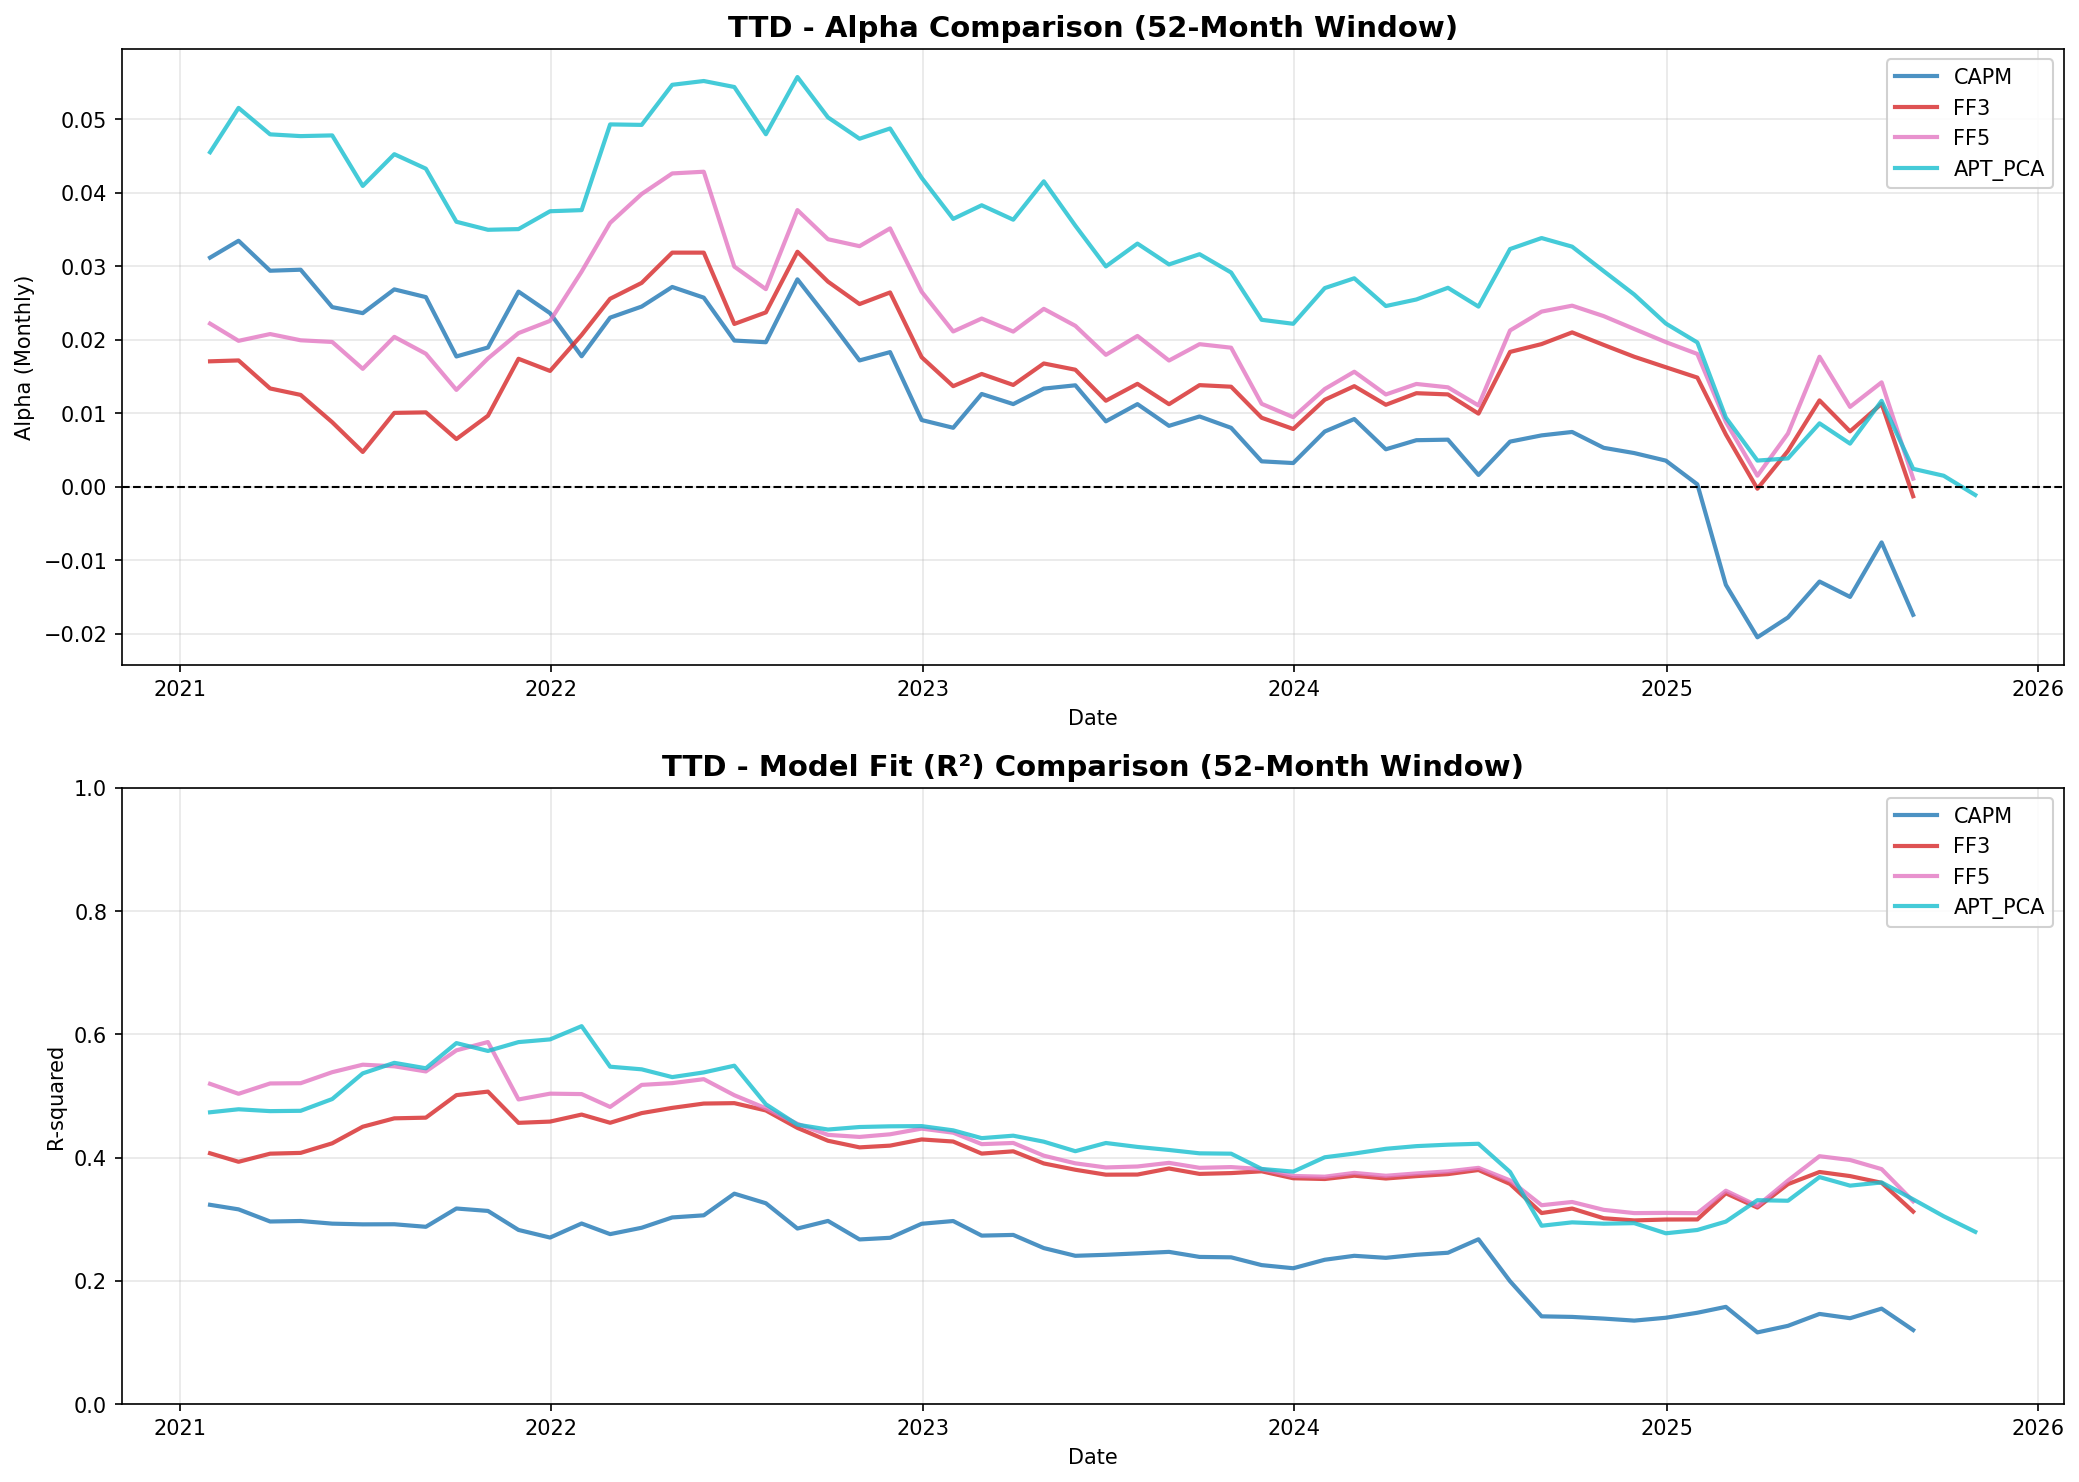 TTD - Alpha Comparison (52-Month Window)
CAPM
FF3
FF5
APT_PCA
0.05
0.04
0.03
0.02
0.01
0.00
−0.01
−0.02
Alpha (Monthly)
2021 2022 2023 2024 2025 2026
Date
TTD - Model Fit (R²) Comparison (52-Month Window)
CAPM
FF3
FF5
APT_PCA
1.0
0.8
0.6
0.4
0.2
0.0
R-squared
2021 2022 2023 2024 2025 2026
Date